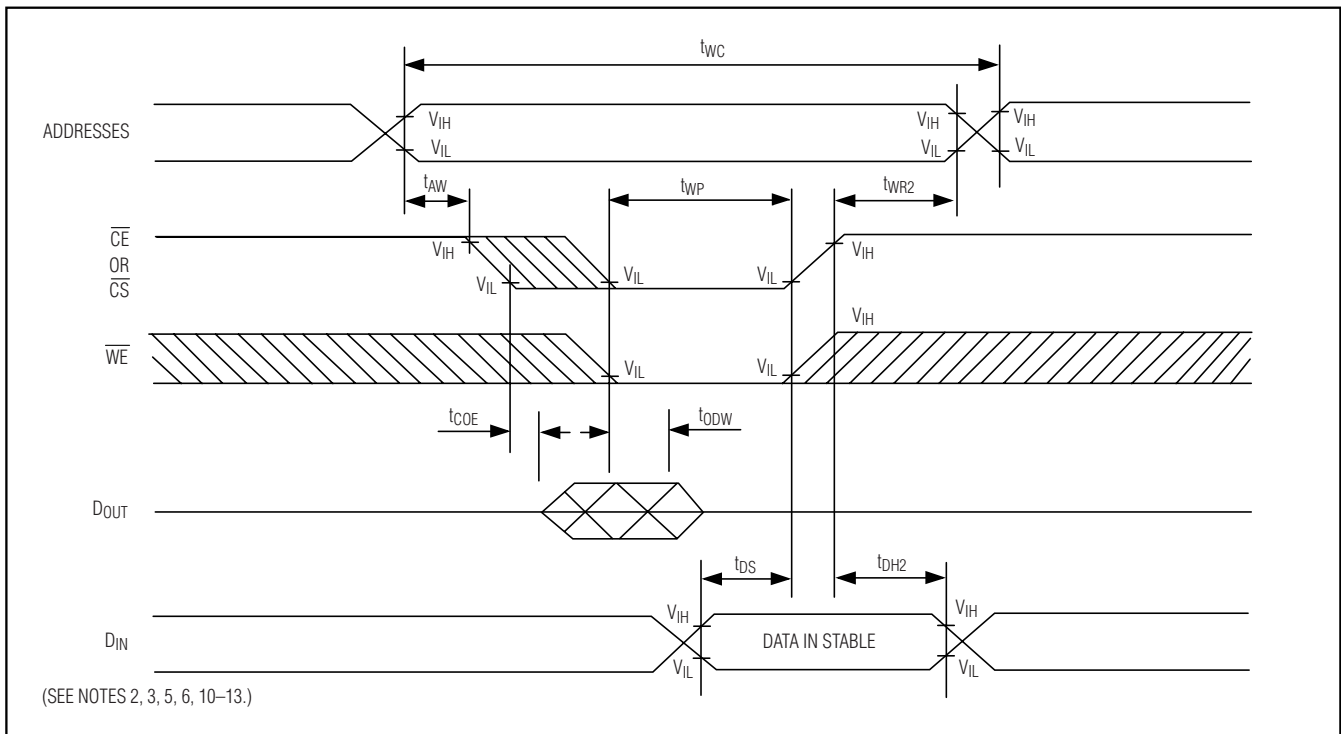 tWC
ADDRESSES
VIH
VIL
VIH
VIL
VIH
VIL
tAW
tWP
tWR2
CE
OR
CS
VIH
VIL
VIL
VIL
VIH
WE
VIL
VIL
VIH
tCOE
tODW
DOUT
tDS
tDH2
DIN
VIH
VIL
DATA IN STABLE
VIH
VIL
(SEE NOTES 2, 3, 5, 6, 10–13.)